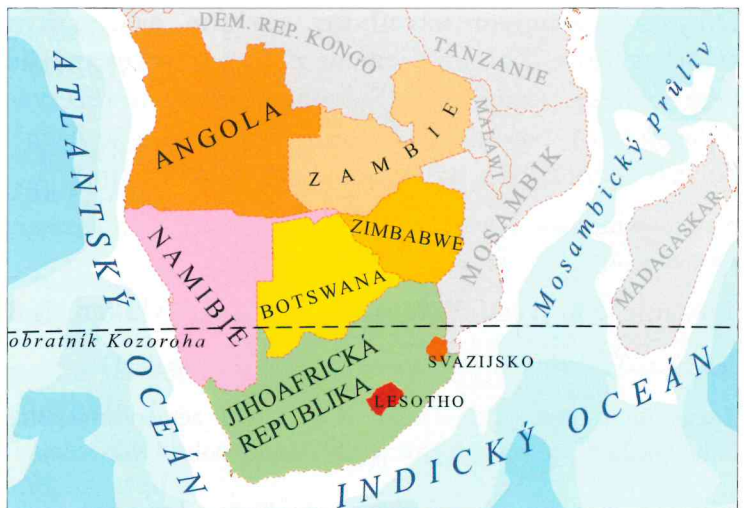 DEM. REP. KONGO
TANZANIE
ATLANTSKÝ OCEÁN
ANGOLA
ZAMBIE
MALAWI
MOSAMBIK
Mosambický průliv
NAMIBIE
ZIMBABWE
BOTSWANA
MADAGASKAR
obratník Kozoroha
JIHOAFRICKÁ
REPUBLIKA
SVAZIJSKO
LESOTHO
INDICKÝ OCEÁN